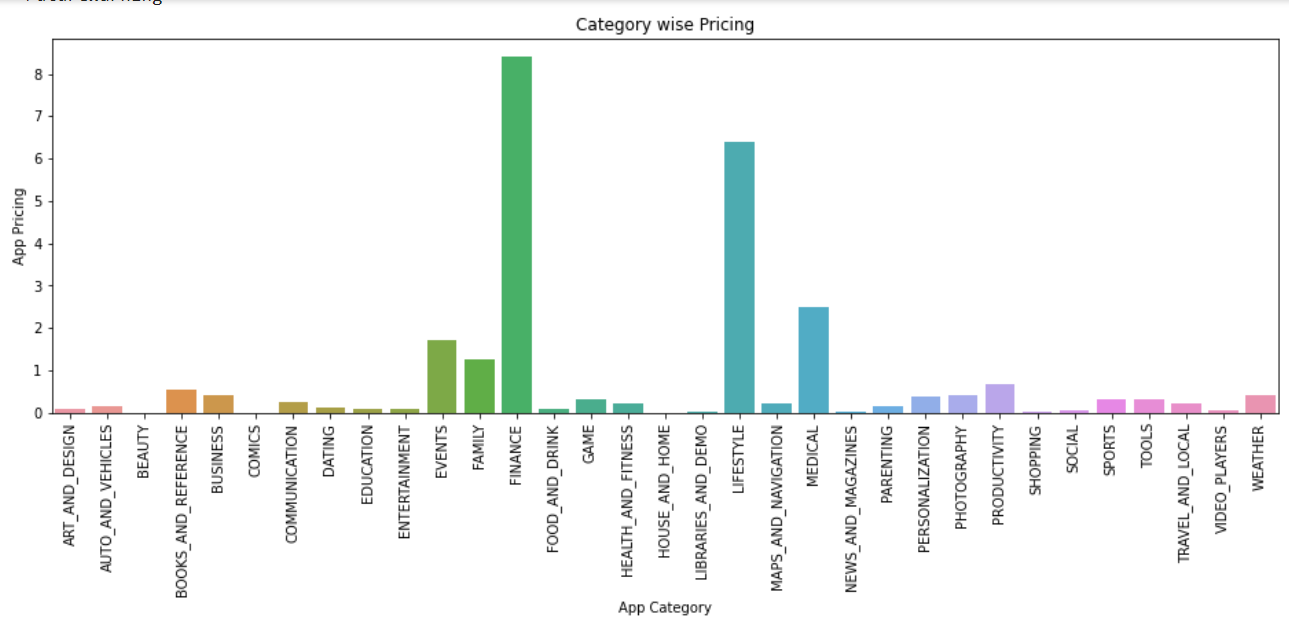 Category wise Pricing
App Pricing
8
7
6
5
4
3
2
1
0
ART_AND_DESIGN
AUTO_AND_VEHICLES
BEAUTY
BOOKS_AND_REFERENCE
BUSINESS
COMICS
COMMUNICATION
DATING
EDUCATION
ENTERTAINMENT
EVENTS
FAMILY
FINANCE
FOOD_AND_DRINK
GAME
HEALTH_AND_FITNESS
HOUSE_AND_HOME
LIBRARIES_AND_DEMO
LIFESTYLE
MAPS_AND_NAVIGATION
MEDICAL
NEWS_AND_MAGAZINES
PARENTING
PERSONALIZATION
PHOTOGRAPHY
PRODUCTIVITY
SHOPPING
SOCIAL
SPORTS
TOOLS
TRAVEL_AND_LOCAL
VIDEO_PLAYERS
WEATHER
App Category